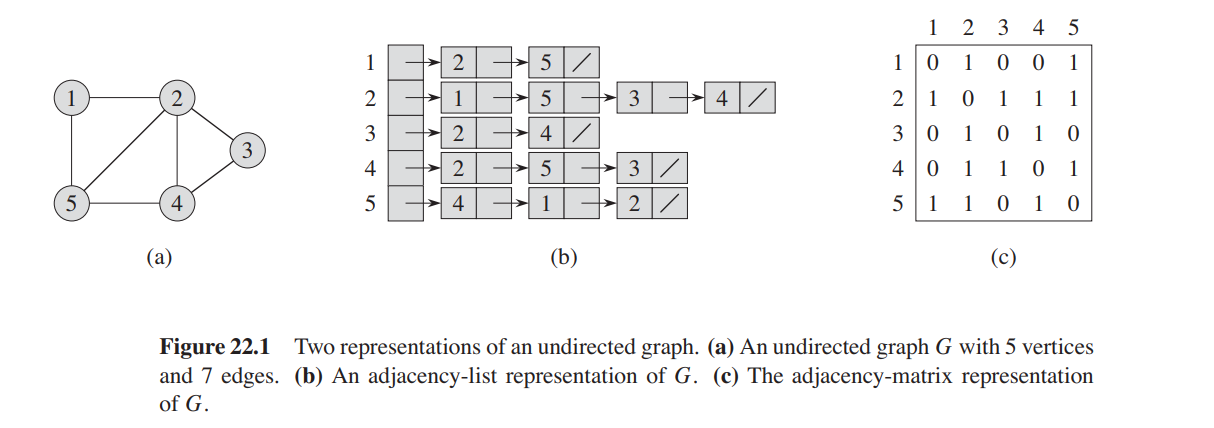 1 2
3
5 4
(a)
1 2 5
2 1 5 3 4
3 2 4
4 2 5 3
5 4 1 2
(b)
1 2 3 4 5
1 0 1 0 0 1
2 1 0 1 1 1
3 0 1 0 1 0
4 0 1 1 0 1
5 1 1 0 1 0
(c)
Figure 22.1 Two representations of an undirected graph. (a) An undirected graph G with 5 vertices
and 7 edges. (b) An adjacency-list representation of G. (c) The adjacency-matrix representation
of G.